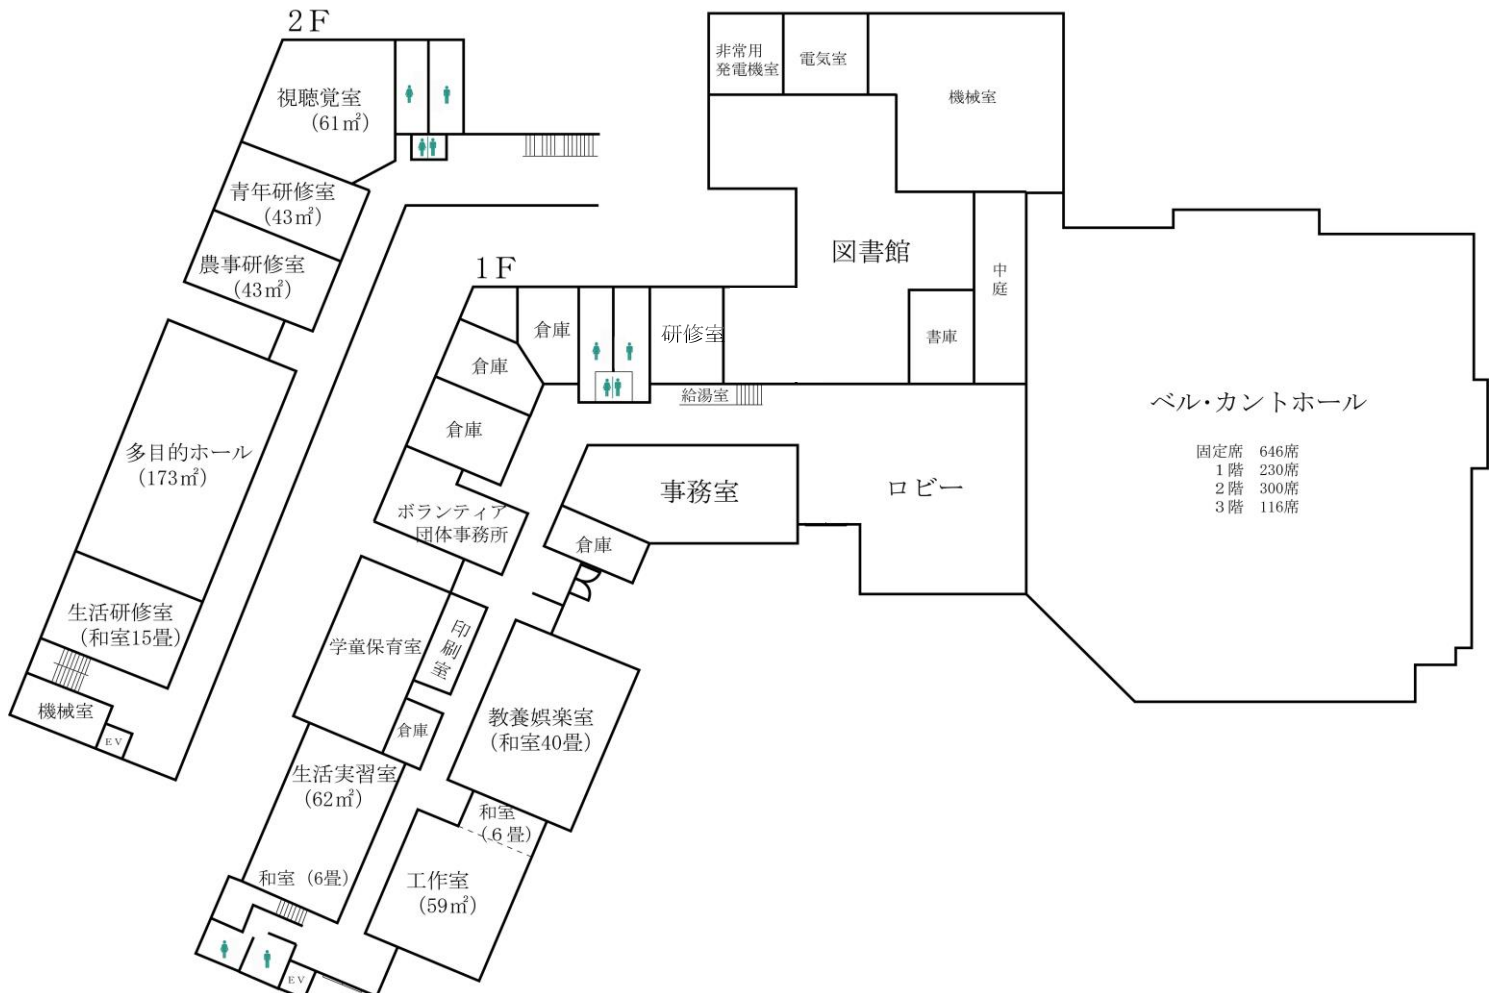 2F
視聴覚室
(61㎡)
青年研修室
(43㎡)
農事研修室
(43㎡)
多目的ホール
(173㎡)
生活研修室
(和室15畳)
機械室
EV
1F
倉庫
倉庫
倉庫
研修室
給湯室
ボランティア
団体事務所
事務室
倉庫
学童保育室
印刷室
倉庫
教養娯楽室
(和室40畳)
生活実習室
(62㎡)
和室(6畳)
和室
(6畳)
工作室
(59㎡)
EV
非常用
発電機室
電気室
機械室
図書館
中庭
書庫
ロビー
ベル・カントホール
固定席 646席
1階 230席
2階 300席
3階 116席